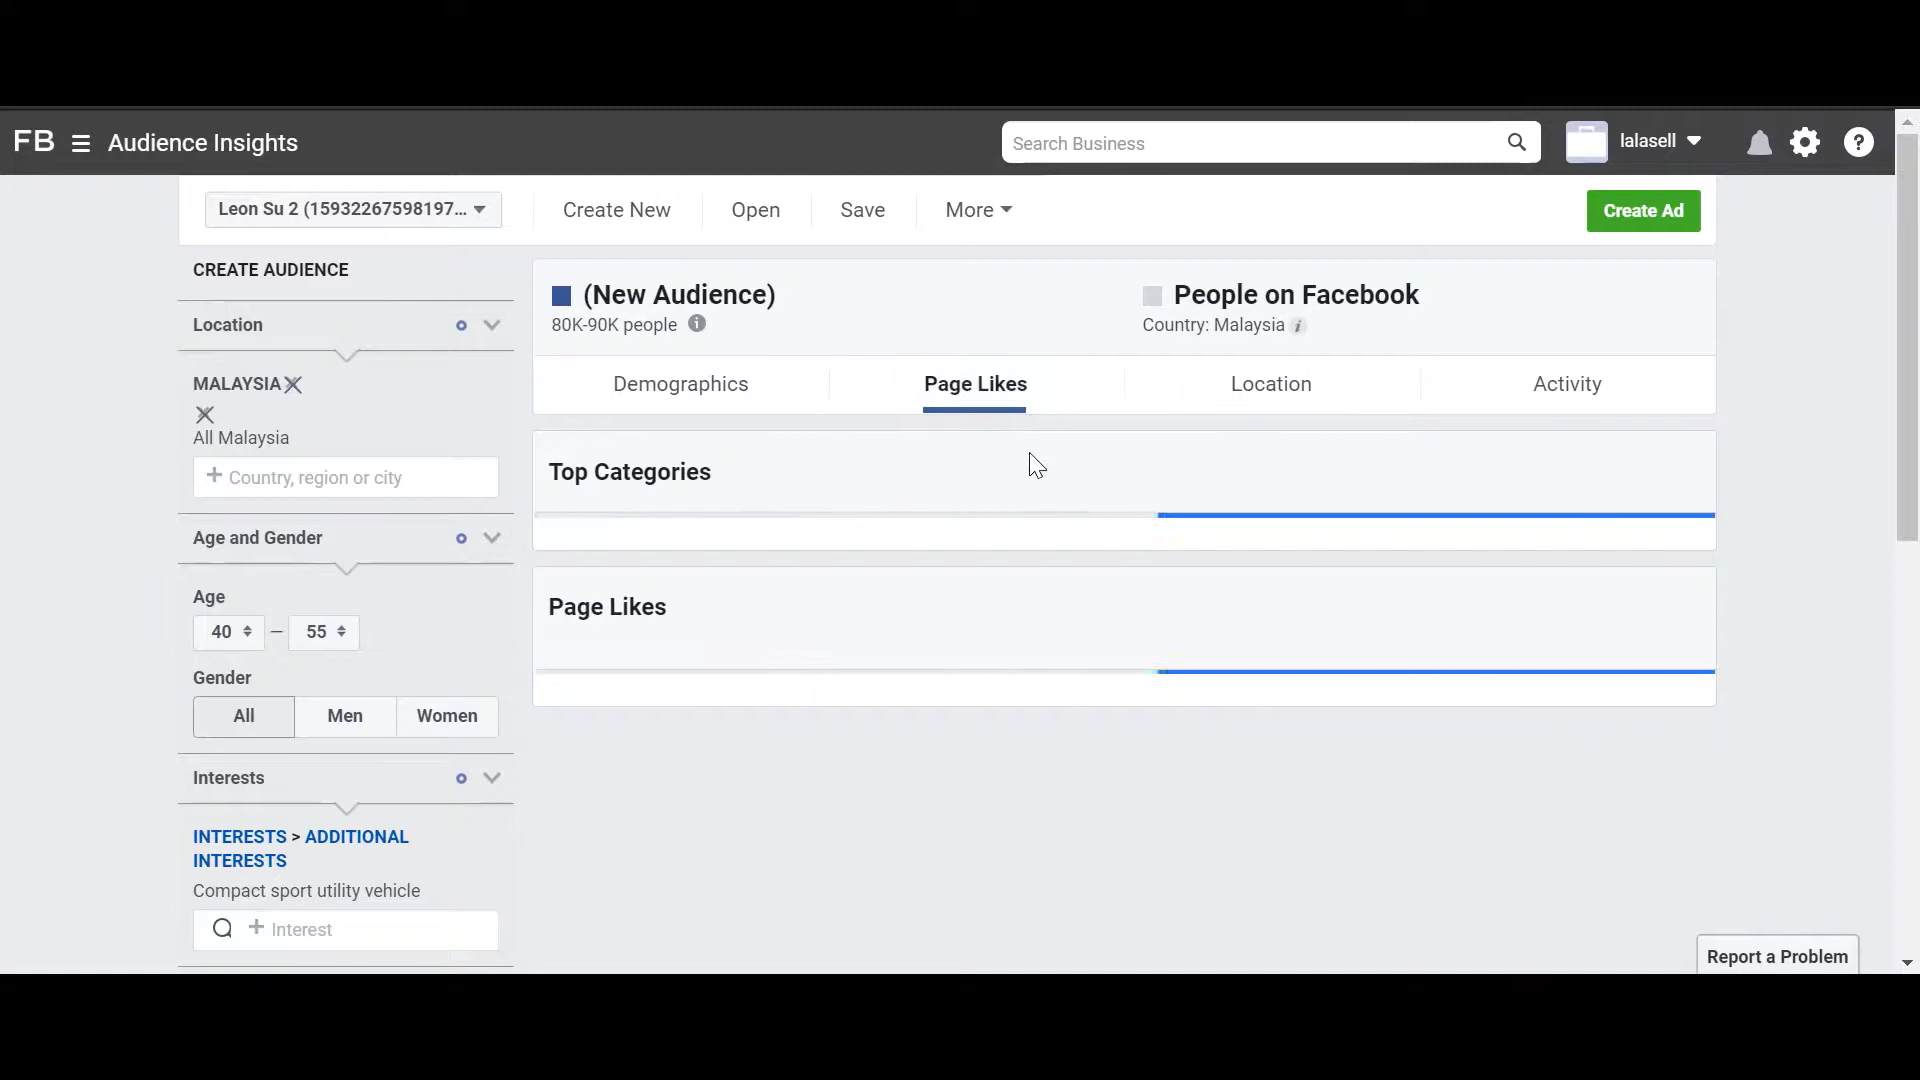 FB Audience Insights
Search Business
lalasell
Leon Su 2 (15932267598197...
Create New
Open
Save
More
Create Ad
CREATE AUDIENCE
Location
MALAYSIA
All Malaysia
+ Country, region or city
Age and Gender
Age
40 – 55
Gender
All
Men
Women
Interests
INTERESTS > ADDITIONAL
INTERESTS
Compact sport utility vehicle
+ Interest
(New Audience)
80K-90K people
People on Facebook
Country: Malaysia
Demographics
Page Likes
Location
Activity
Top Categories
Page Likes
Report a Problem